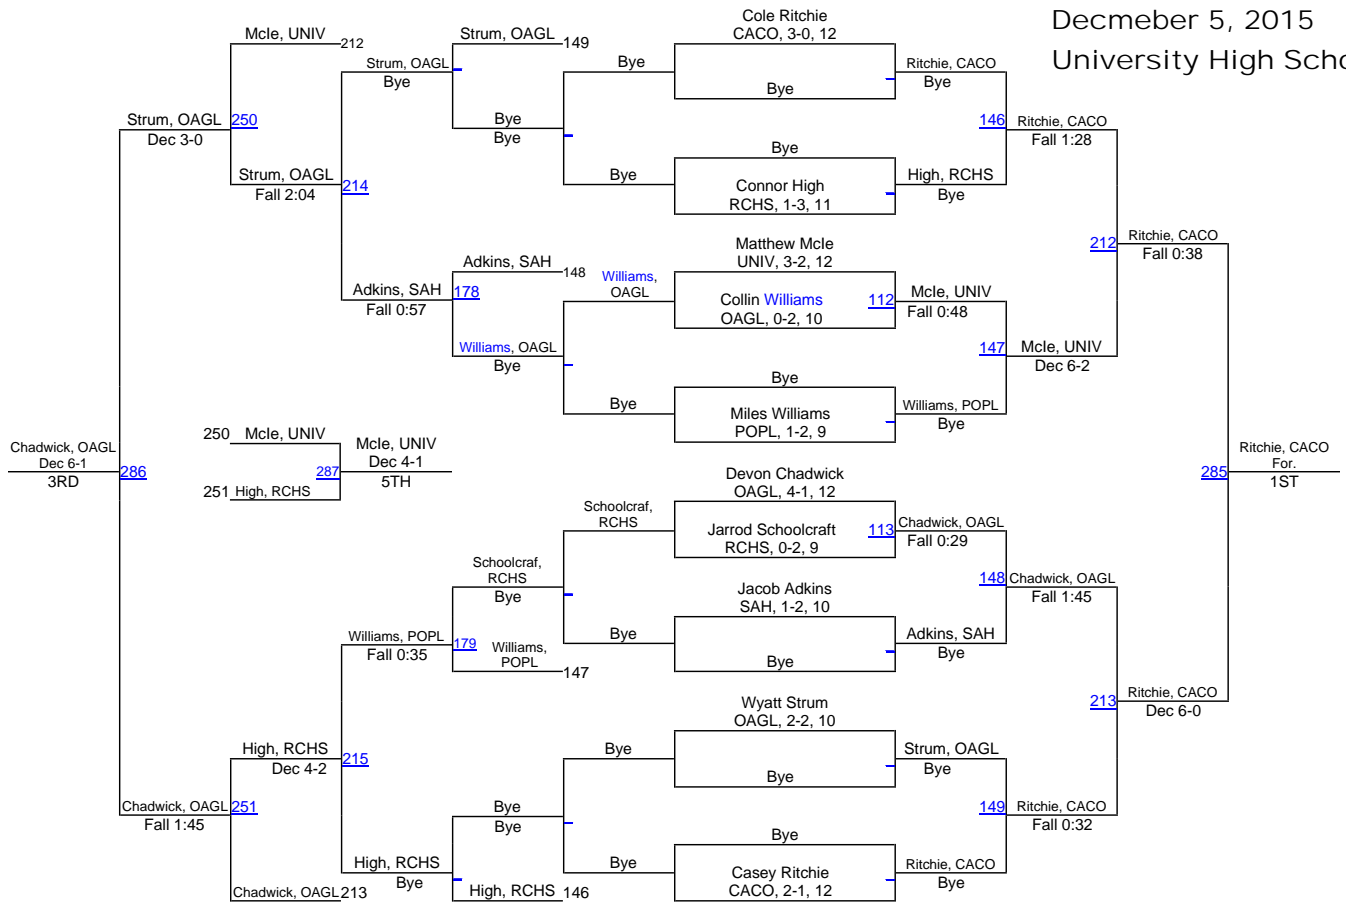 Decmeber 5, 2015
University High Scho
Cole Ritchie
CACO, 3-0, 12
Bye
Bye
Connor High
RCHS, 1-3, 11
Matthew McIe
UNIV, 3-2, 12
Collin Williams
OAGL, 0-2, 10
112
Bye
Miles Williams
POPL, 1-2, 9
Devon Chadwick
OAGL, 4-1, 12
Jarrod Schoolcraft
RCHS, 0-2, 9
113
Jacob Adkins
SAH, 1-2, 10
Bye
Wyatt Strum
OAGL, 2-2, 10
Bye
Bye
Casey Ritchie
CACO, 2-1, 12
Ritchie, CACO
Bye
High, RCHS
Bye
McIe, UNIV
Fall 0:48
Williams, POPL
Bye
Chadwick, OAGL
Fall 0:29
Adkins, SAH
Bye
Strum, OAGL
Bye
Ritchie, CACO
Bye
146
Ritchie, CACO
Fall 1:28
147
McIe, UNIV
Dec 6-2
148
Chadwick, OAGL
Fall 1:45
149
Ritchie, CACO
Fall 0:32
212
Ritchie, CACO
Fall 0:38
213
Ritchie, CACO
Dec 6-0
285
Ritchie, CACO
For.
1ST
Bye
Bye
Williams,
OAGL
Bye
Schoolcraf,
RCHS
Bye
Bye
Bye
Strum, OAGL 149
Bye
Bye
Adkins, SAH 148
Williams, OAGL
Bye
Schoolcraf,
RCHS
Bye
Williams,
POPL 147
Bye
Bye
High, RCHS 146
Strum, OAGL
Bye
178
Adkins, SAH
Fall 0:57
179
Williams, POPL
Fall 0:35
High, RCHS
Bye
McIe, UNIV 212
214
Strum, OAGL
Fall 2:04
215
High, RCHS
Dec 4-2
Chadwick, OAGL 213
250
Strum, OAGL
Dec 3-0
251
Chadwick, OAGL
Fall 1:45
286
Chadwick, OAGL
Dec 6-1
3RD
250 McIe, UNIV
251 High, RCHS
287
McIe, UNIV
Dec 4-1
5TH